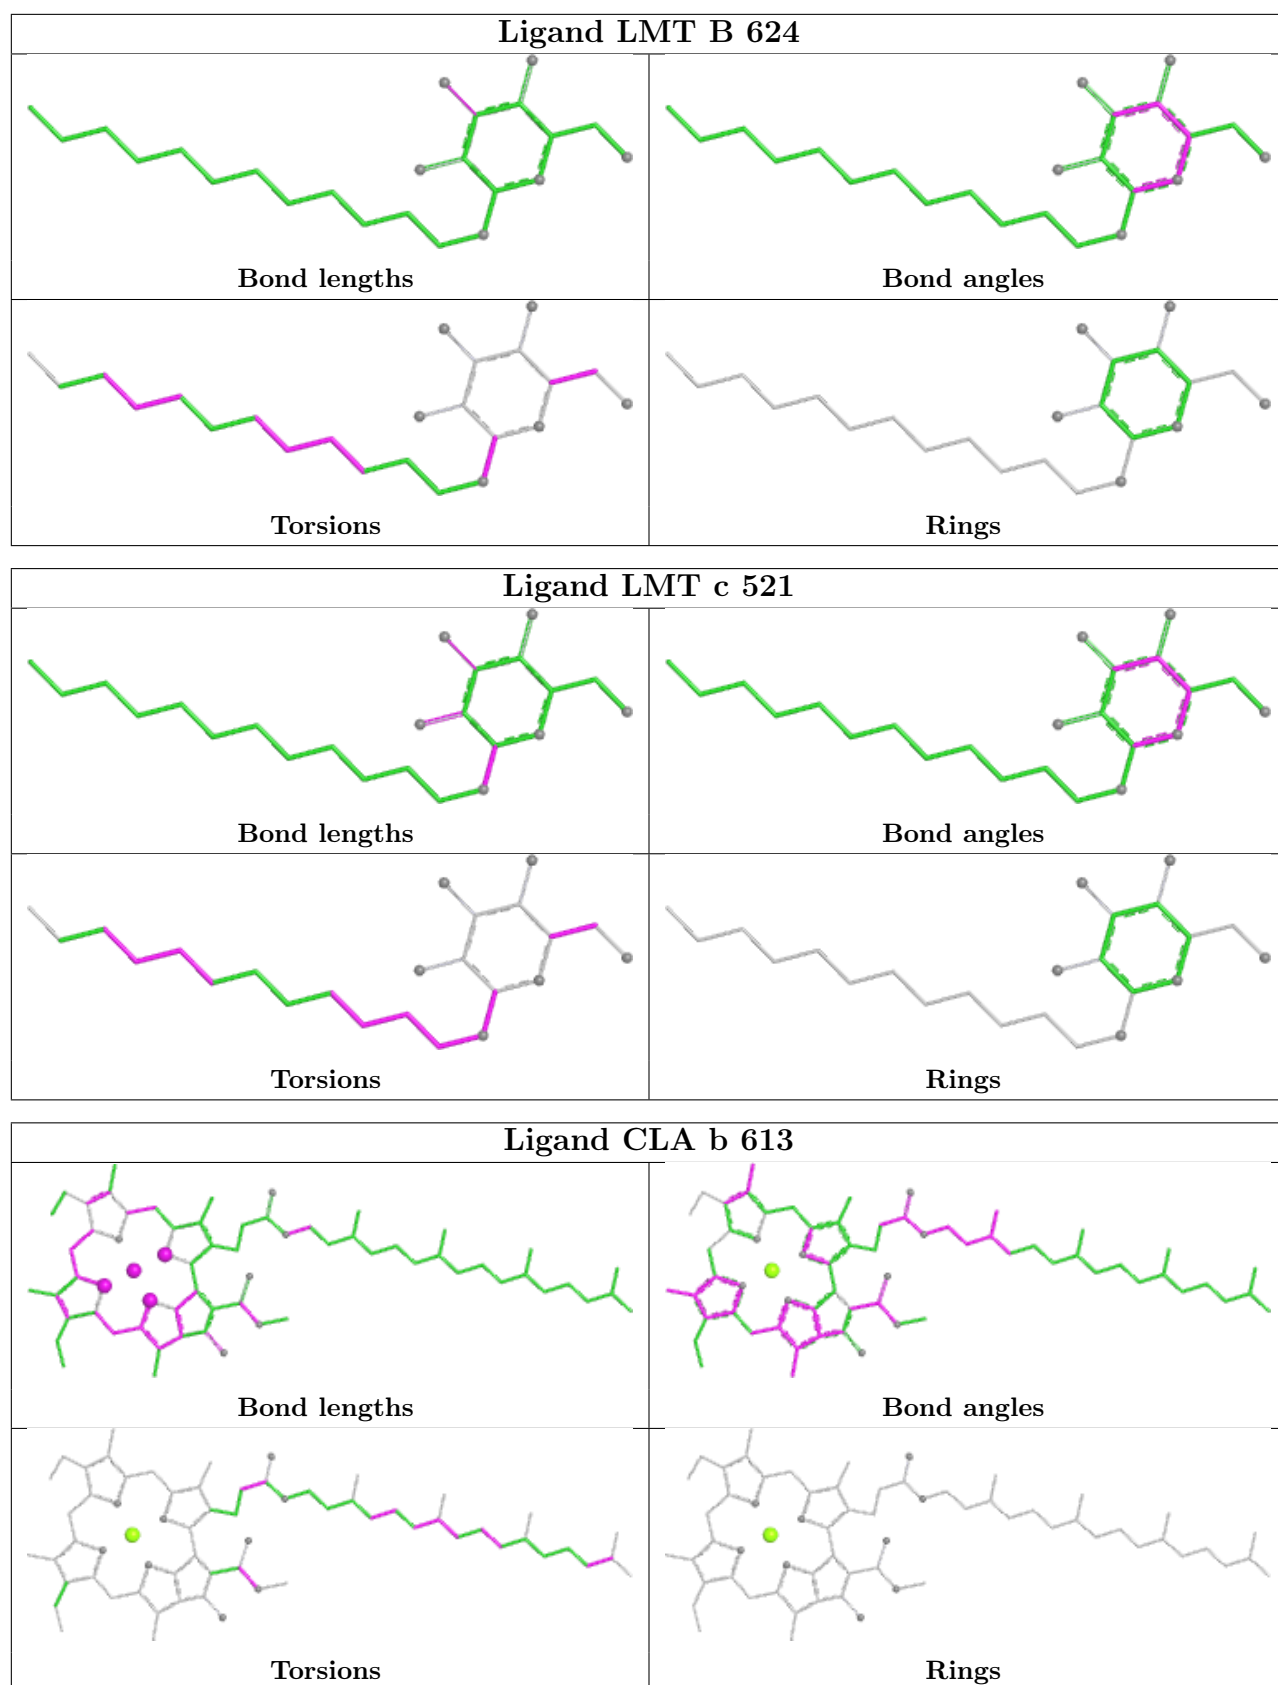 Ligand LMT B 624
Bond lengths
Bond angles
Torsions
Rings
Ligand LMT c 521
Bond lengths
Bond angles
Torsions
Rings
Ligand CLA b 613
Bond lengths
Bond angles
Torsions
Rings